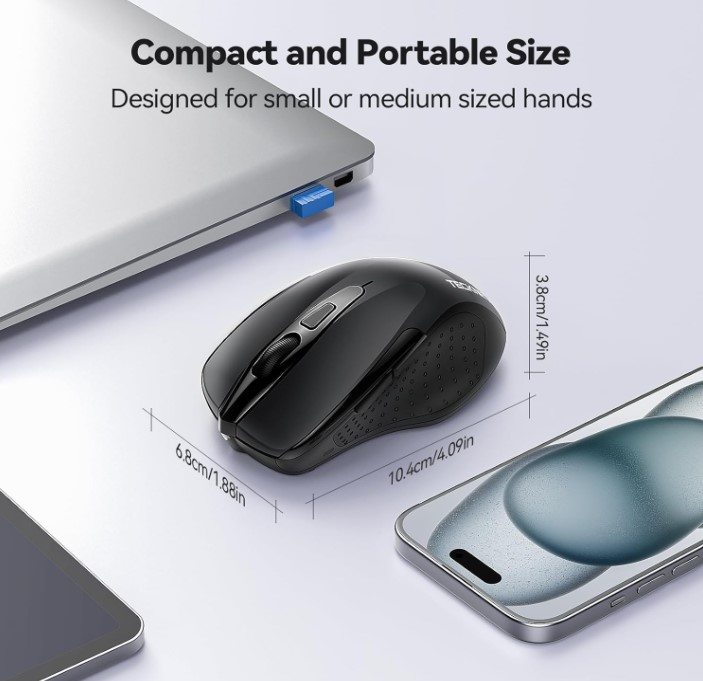 Compact and Portable Size
Designed for small or medium sized hands
3.8cm/1.49in
6.8cm/1.88in
10.4cm/4.09in